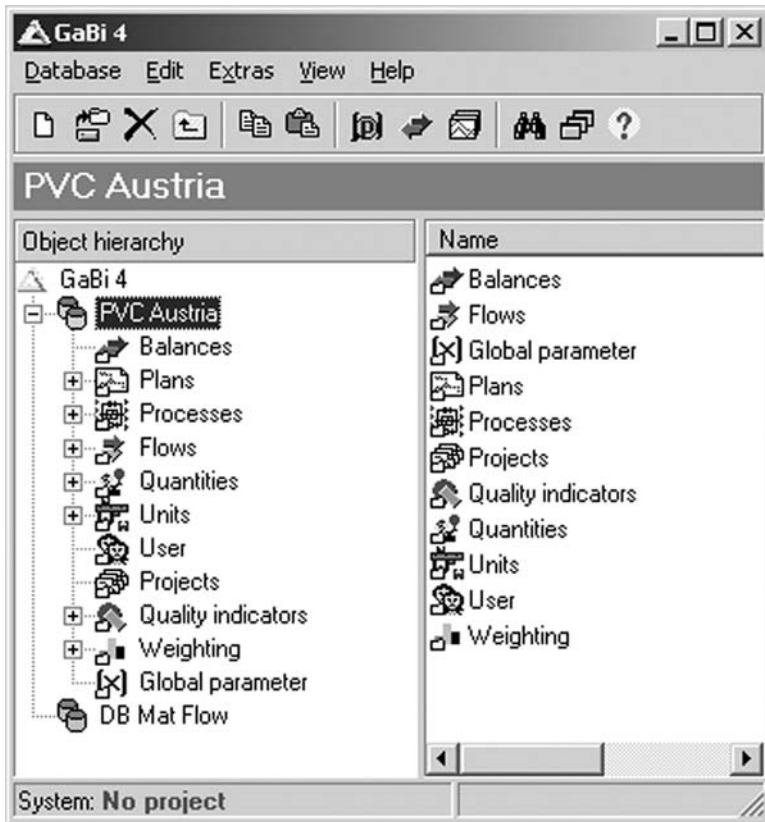 GaBi 4
Database Edit Extras View Help
PVC Austria
Object hierarchy
GaBi 4
PVC Austria
Balances
Plans
Processes
Flows
Quantities
Units
User
Projects
Quality indicators
Weighting
Global parameter
DB Mat Flow
Name
Balances
Flows
Global parameter
Plans
Processes
Projects
Quality indicators
Quantities
Units
User
Weighting
System: No project